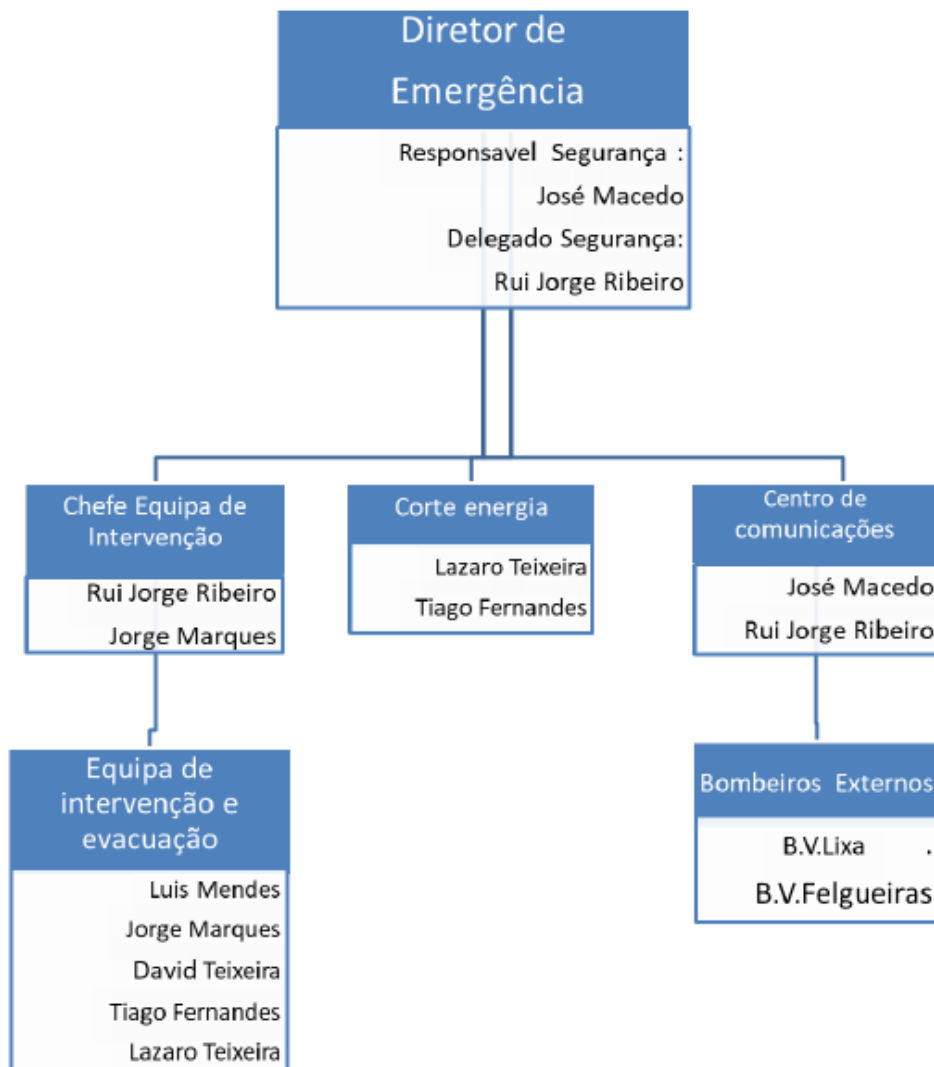 Diretor de
Emergência
Responsavel Segurança :
José Macedo
Delegado Segurança:
Rui Jorge Ribeiro
Chefe Equipa de
Intervenção
Rui Jorge Ribeiro
Jorge Marques
Corte energia
Lazaro Teixeira
Tiago Fernandes
Centro de
comunicações
José Macedo
Rui Jorge Ribeiro
Equipa de
intervenção e
evacuação
Luis Mendes
Jorge Marques
David Teixeira
Tiago Fernandes
Lazaro Teixeira
Bombeiros Externos
B.V.Lixa .
B.V.Felgueiras